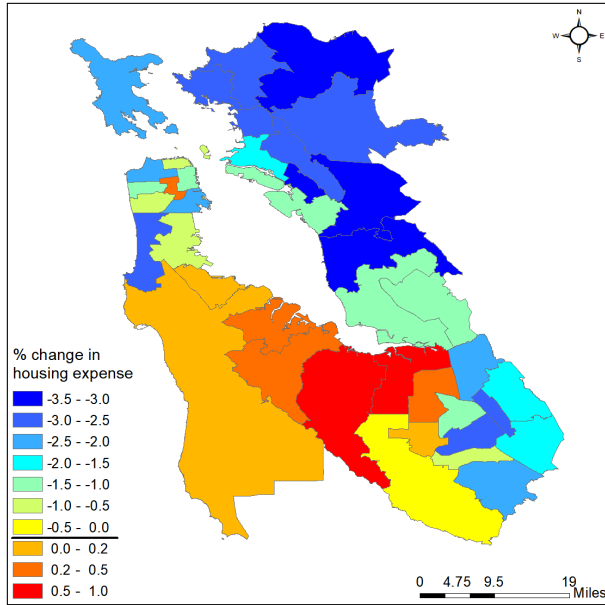 N
W E
S
% change in
housing expense
-3.5 - -3.0
-3.0 - -2.5
-2.5 - -2.0
-2.0 - -1.5
-1.5 - -1.0
-1.0 - -0.5
-0.5 - 0.0
0.0 - 0.2
0.2 - 0.5
0.5 - 1.0
0 4.75 9.5 19
Miles